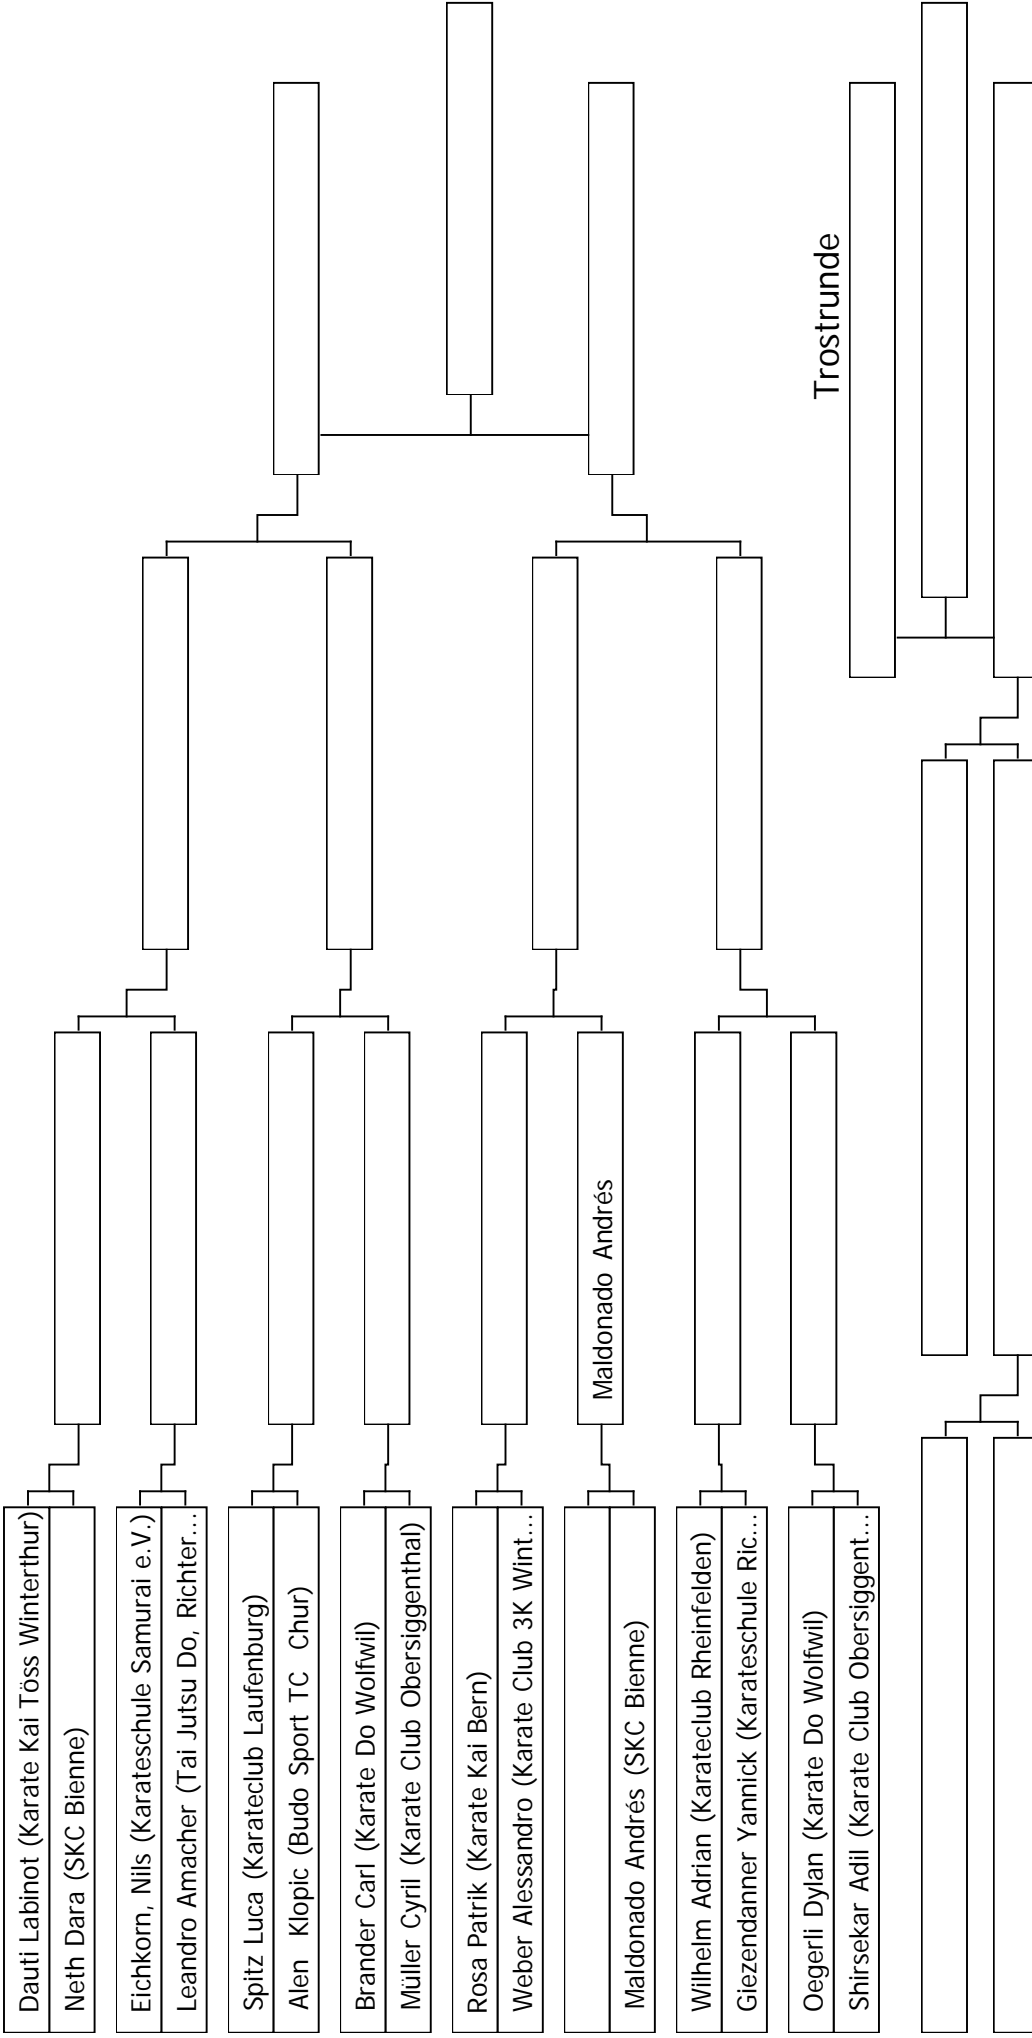 Dauti Labinot (Karate Kai Töss Winterthur)
Neth Dara (SKC Bienne)
Eichkorn, Nils (Karateschule Samurai e.V.)
Leandro Amacher (Tai Jutsu Do, Richter...
Spitz Luca (Karateclub Laufenburg)
Alen  Klopic (Budo Sport TC  Chur)
Brander Carl (Karate Do Wolfwil)
Müller Cyril (Karate Club Obersiggenthal)
Rosa Patrik (Karate Kai Bern)
Weber Alessandro (Karate Club 3K Wint...
Maldonado Andrés (SKC Bienne)
Wilhelm Adrian (Karateclub Rheinfelden)
Giezendanner Yannick (Karateschule Ric...
Oegerli Dylan (Karate Do Wolfwil)
Shirsekar Adil (Karate Club Obersiggent...
Maldonado Andrés
Trostrunde